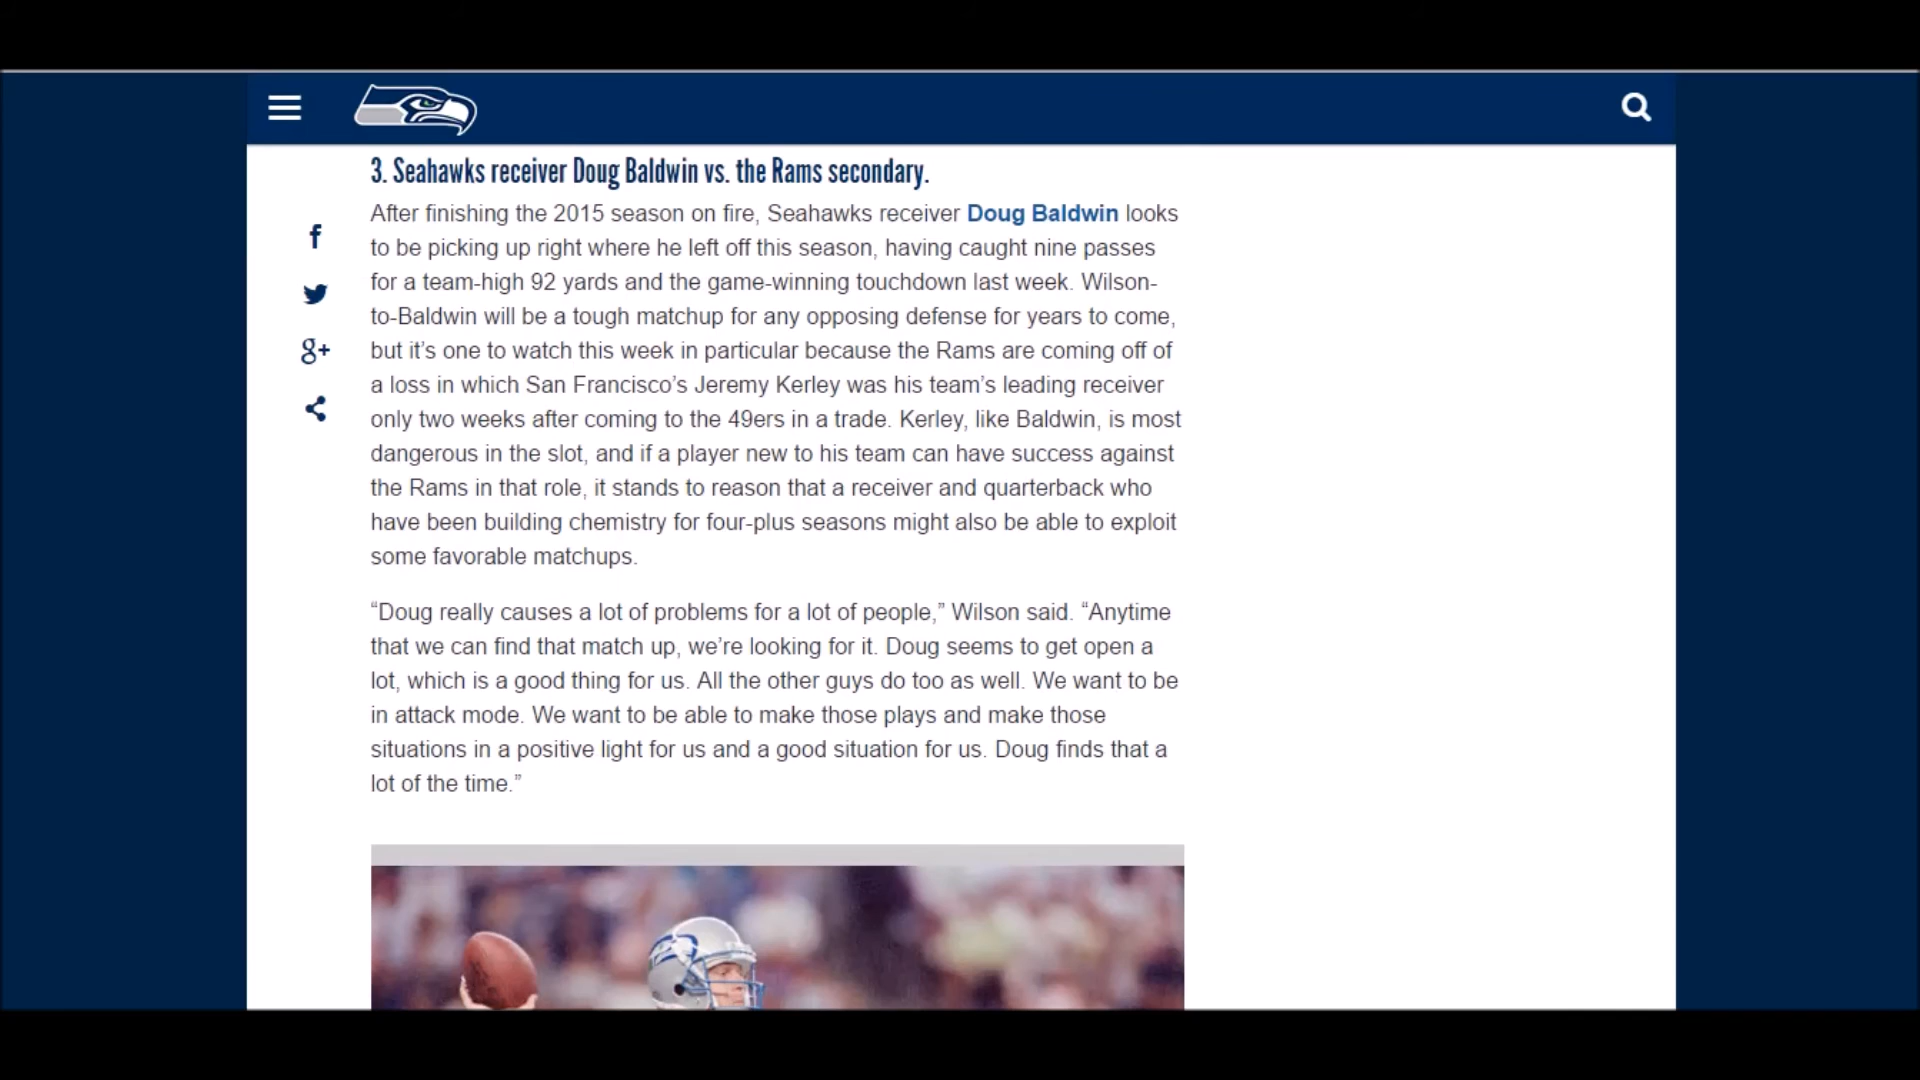 3. Seahawks receiver Doug Baldwin vs. the Rams secondary.
After finishing the 2015 season on fire, Seahawks receiver Doug Baldwin looks
to be picking up right where he left off this season, having caught nine passes
for a team-high 92 yards and the game-winning touchdown last week. Wilson-
to-Baldwin will be a tough matchup for any opposing defense for years to come,
but it’s one to watch this week in particular because the Rams are coming off of
a loss in which San Francisco’s Jeremy Kerley was his team’s leading receiver
only two weeks after coming to the 49ers in a trade. Kerley, like Baldwin, is most
dangerous in the slot, and if a player new to his team can have success against
the Rams in that role, it stands to reason that a receiver and quarterback who
have been building chemistry for four-plus seasons might also be able to exploit
some favorable matchups.
“Doug really causes a lot of problems for a lot of people,” Wilson said. “Anytime
that we can find that match up, we’re looking for it. Doug seems to get open a
lot, which is a good thing for us. All the other guys do too as well. We want to be
in attack mode. We want to be able to make those plays and make those
situations in a positive light for us and a good situation for us. Doug finds that a
lot of the time.”